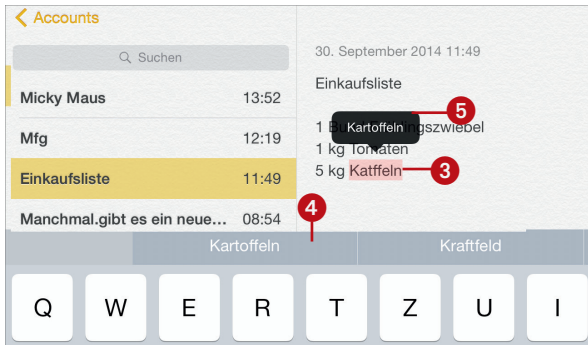 Accounts
Suchen
Micky Maus 13:52
Mfg 12:19
Einkaufsliste 11:49
Manchmal.gibt es ein neue... 08:54
30. September 2014 11:49
Einkaufsliste
5
Kartoffeln
1 gszwiebel
1 kg Tomaten
5 kg Katffeln
3
4
Kartoffeln Kraftfeld
Q W E R T Z U I